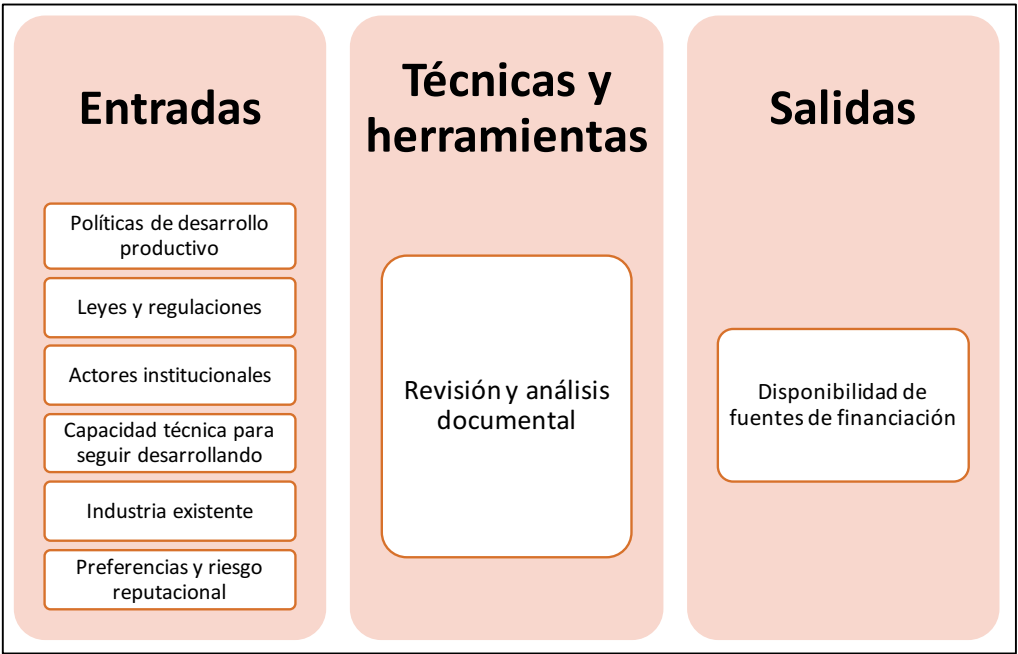 Entradas
Políticas de desarrollo
productivo
Leyes y regulaciones
Actores institucionales
Capacidad técnica para
seguir desarrollando
Industria existente
Preferencias y riesgo
reputacional
Técnicas y
herramientas
Revisión y análisis
documental
Salidas
Disponibilidad de
fuentes de financiación